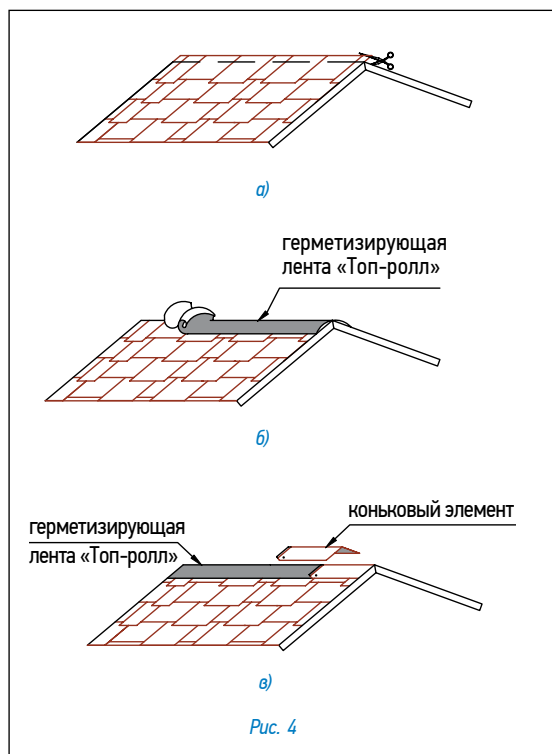 а)
герметизирующая
лента «Топ-ролл»
б)
коньковый элемент
герметизирующая
лента «Топ-ролл»
в)
Рис. 4